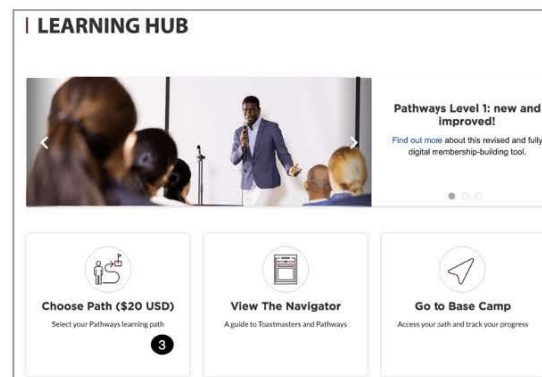 | LEARNING HUB
Pathways Level 1: new and
improved!
Find out more about this revised and fully
digital membership-building tool.
Choose Path ($20 USD)
Select your Pathways learning path
3
View The Navigator
A guide to Toastmasters and Pathways
Go to Base Camp
Access your path and track your progress